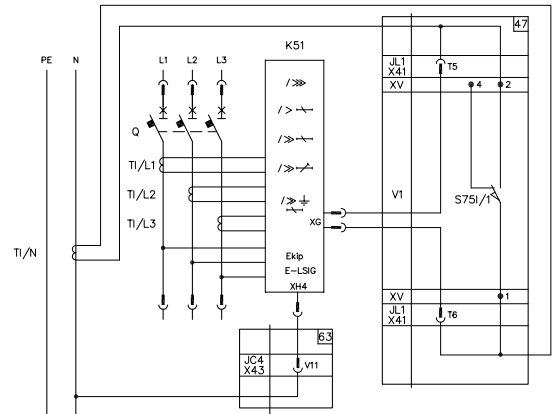 47
K51
PE N L1 L2 L3
JL1
X41
T5
XV 4 2
Q
TI/L1
TI/L2
V1
S75I/1
TI/L3
XG
TI/N
Ekip
E-LSIG
XH4
XV 1
JL1
X41
T6
63
JC4
X43
V11